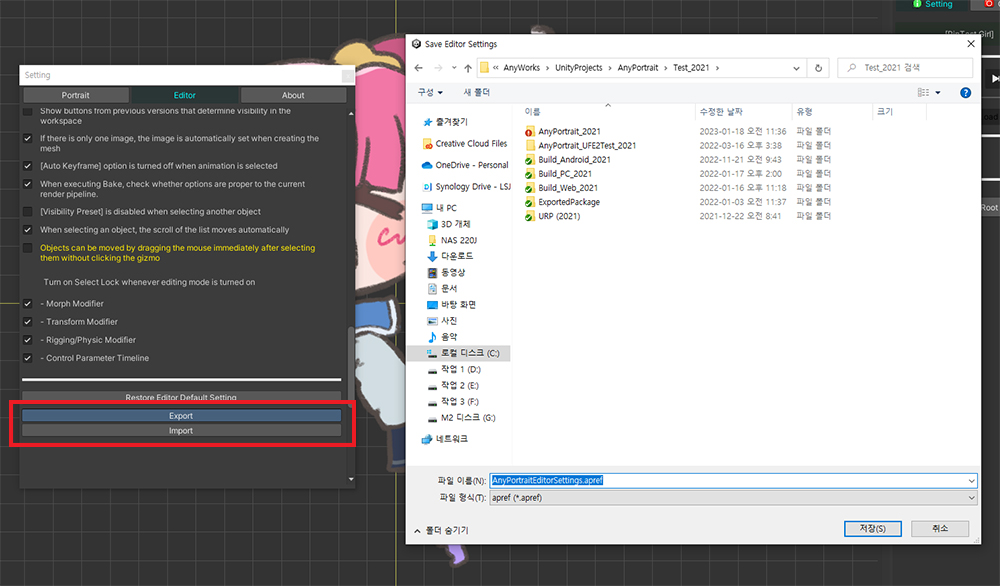 Setting
[PinTest Girl]
Setting
Portrait
Editor
About
Show buttons from previous versions that determine visibility in the
workspace
If there is only one image, the image is automatically set when creating the
mesh
[Auto Keyframe] option is turned off when animation is selected
When executing Bake, check whether options are proper to the current
render pipeline.
[Visibility Preset] is disabled when selecting another object
When selecting an object, the scroll of the list moves automatically
Objects can be moved by dragging the mouse immediately after selecting
them without clicking the gizmo
Turn on Select Lock whenever editing mode is turned on
- Morph Modifier
- Transform Modifier
- Rigging/Physic Modifier
- Control Parameter Timeline
Restore Editor Default Setting
Export
Import
Save Editor Settings
« AnyWorks › UnityProjects › AnyPortrait › Test_2021 ›
Test_2021 검색
구성
새 폴더
즐겨찾기
Creative Cloud Files
OneDrive - Personal
Synology Drive - LSJ
내 PC
3D 개체
NAS 220J
다운로드
동영상
문서
바탕 화면
사진
음악
로컬 디스크 (C:)
작업 1 (D:)
작업 2 (E:)
작업 3 (F:)
M2 디스크 (G:)
네트워크
이름 수정한 날짜 유형 크기
AnyPortrait_2021 2023-01-18 오전 11:36 파일 폴더
AnyPortrait_UFE2Test_2021 2022-03-16 오후 3:38 파일 폴더
Build_Android_2021 2022-11-21 오전 9:43 파일 폴더
Build_PC_2021 2022-01-17 오후 2:00 파일 폴더
Build_Web_2021 2022-01-16 오후 11:18 파일 폴더
ExportedPackage 2022-01-03 오전 11:37 파일 폴더
URP (2021) 2021-12-22 오전 8:41 파일 폴더
파일 이름(N): AnyPortraitEditorSettings.apref
파일 형식(T): apref (*.apref)
폴더 숨기기
저장(S)
취소
Root